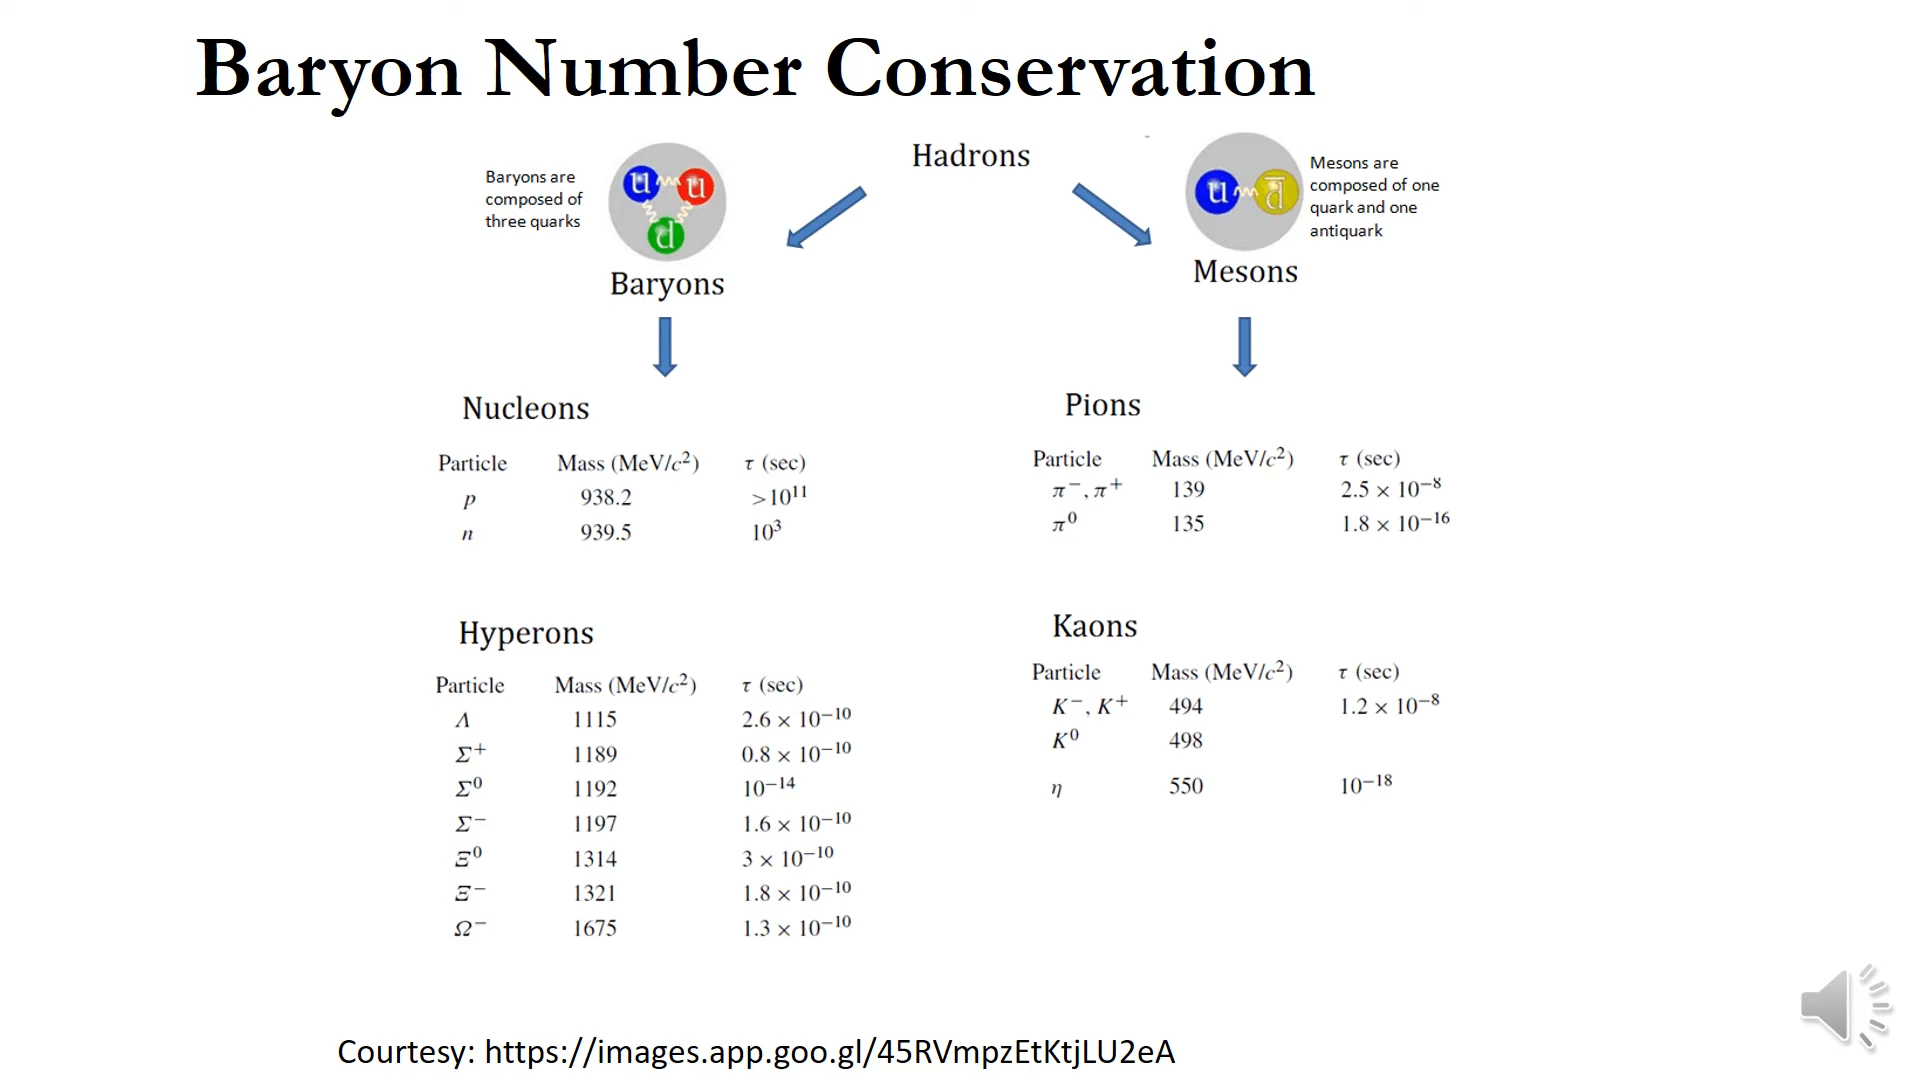 Baryon Number Conservation
Hadrons
Baryons are
composed of
three quarks
u u
d
Baryons
u d̅
Mesons are
composed of one
quark and one
antiquark
Mesons
Nucleons
Particle Mass (MeV/c²) τ (sec)
p 938.2 >10¹¹
n 939.5 10³
Hyperons
Particle Mass (MeV/c²) τ (sec)
Λ 1115 2.6 × 10⁻¹⁰
Σ⁺ 1189 0.8 × 10⁻¹⁰
Σ⁰ 1192 10⁻¹⁴
Σ⁻ 1197 1.6 × 10⁻¹⁰
Ξ⁰ 1314 3 × 10⁻¹⁰
Ξ⁻ 1321 1.8 × 10⁻¹⁰
Ω⁻ 1675 1.3 × 10⁻¹⁰
Pions
Particle Mass (MeV/c²) τ (sec)
π⁻, π⁺ 139 2.5 × 10⁻⁸
π⁰ 135 1.8 × 10⁻¹⁶
Kaons
Particle Mass (MeV/c²) τ (sec)
K⁻, K⁺ 494 1.2 × 10⁻⁸
K⁰ 498
η 550 10⁻¹⁸
Courtesy: https://images.app.goo.gl/45RVmpzEtKtjLU2eA